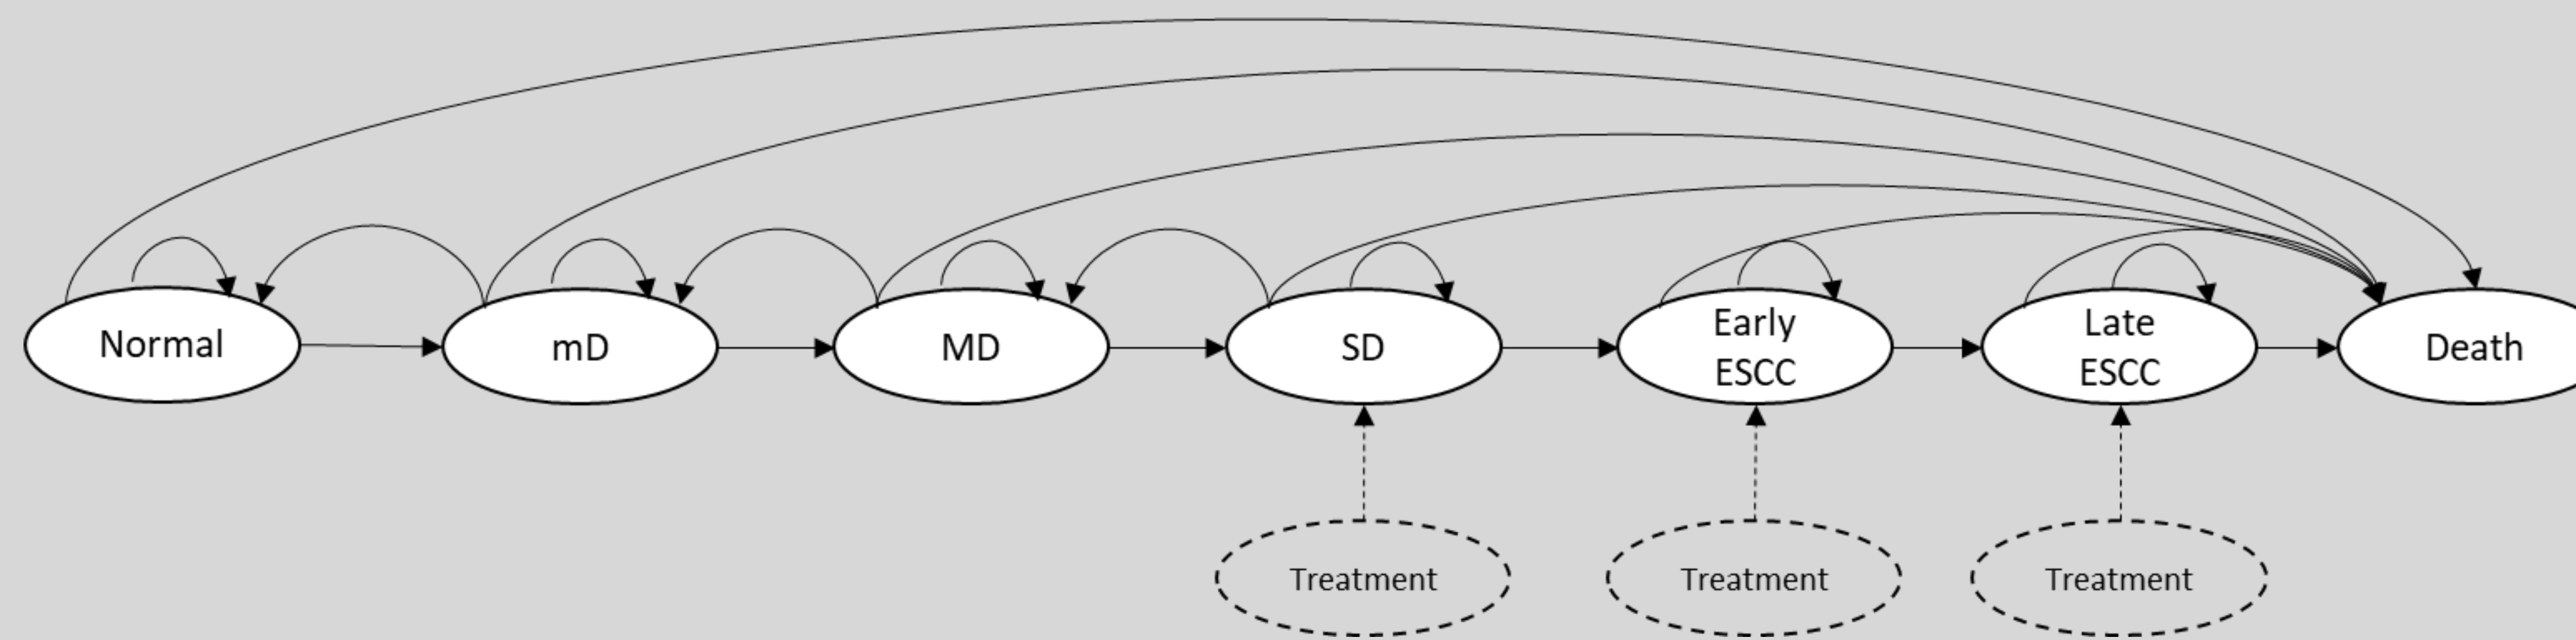 Normal
mD
MD
SD
Early
ESCC
Late
ESCC
Death
Treatment
Treatment
Treatment